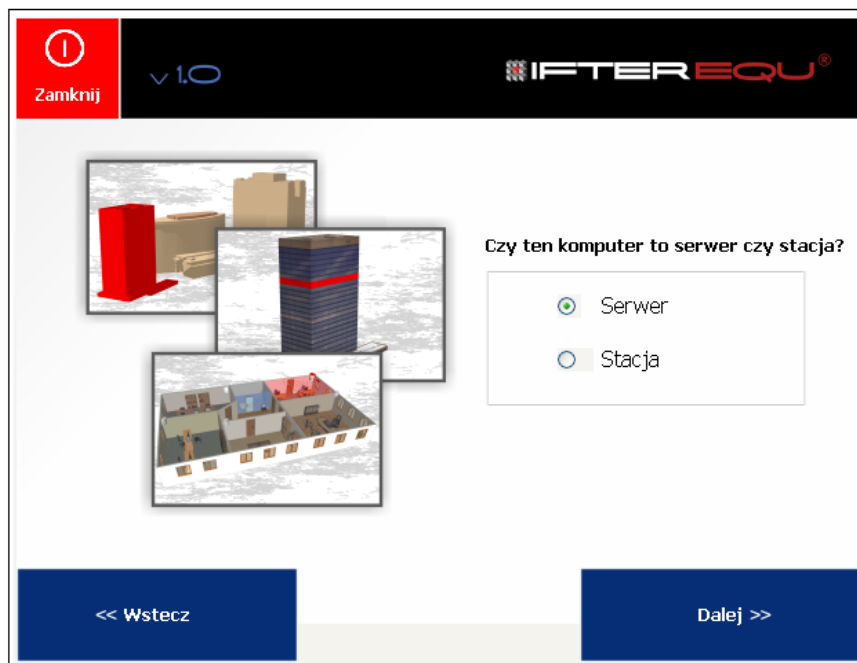 Zamknij
v 1.0
IFTER EQU®
Czy ten komputer to serwer czy stacja?
Serwer
Stacja
<< Wstecz
Dalej >>